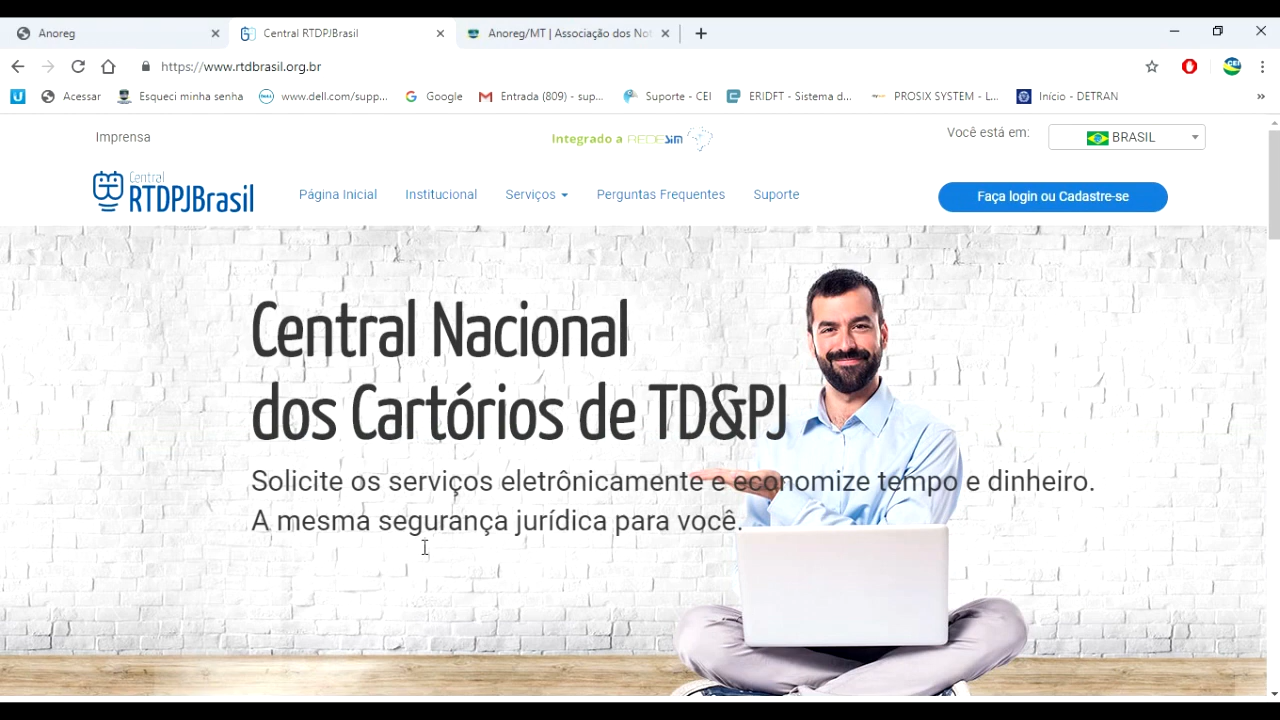 Anoreg
Central RTDPJBrasil
Anoreg/MT | Associação dos Not
https://www.rtdbrasil.org.br
Acessar
Esqueci minha senha
www.dell.com/supp...
Google
Entrada (809) - sup...
Suporte - CEI
ERIDFT - Sistema d...
PROSIX SYSTEM - L...
Início - DETRAN
Imprensa
Integrado a REDESIM
Você está em:
BRASIL
Central
RTDPJBrasil
Página Inicial
Institucional
Serviços
Perguntas Frequentes
Suporte
Faça login ou Cadastre-se
Central Nacional
dos Cartórios de TD&PJ
Solicite os serviços eletrônicamente e economize tempo e dinheiro.
A mesma segurança jurídica para você.